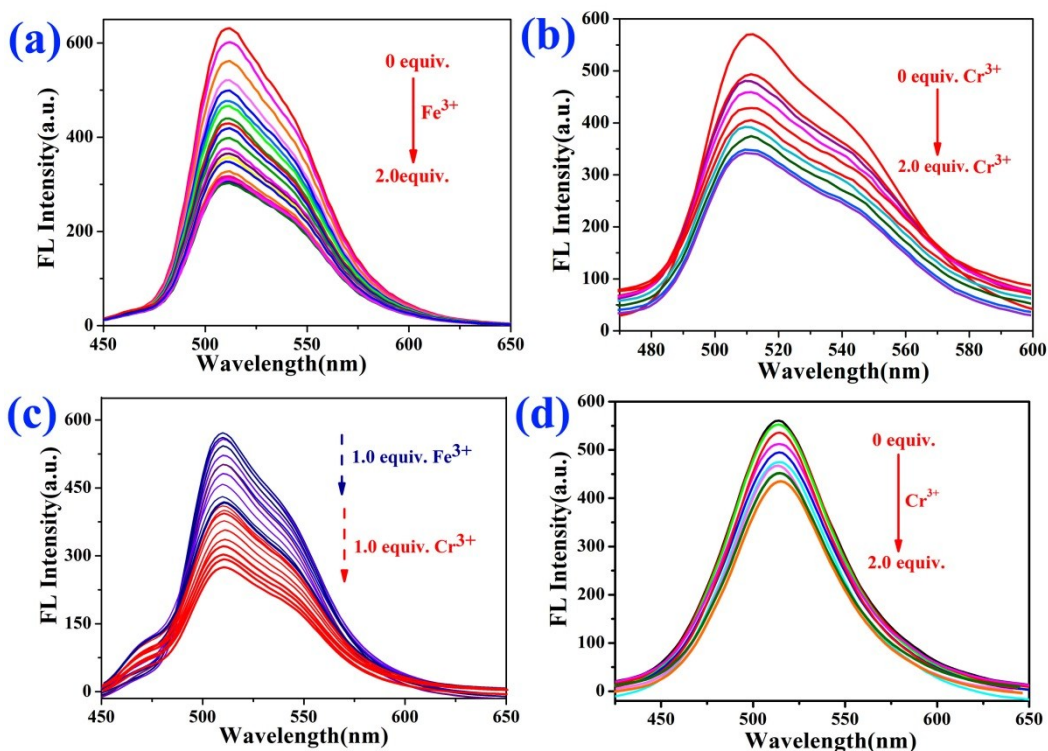 (a)
FL Intensity(a.u.)
600
400
200
0
450 500 550 600 650
Wavelength(nm)
0 equiv.
Fe³⁺
2.0equiv.
(b)
FL Intensity(a.u.)
600
500
400
300
200
100
0
480 500 520 540 560 580 600
Wavelength(nm)
0 equiv. Cr³⁺
2.0 equiv. Cr³⁺
(c)
FL Intensity(a.u.)
600
450
300
150
0
450 500 550 600 650
Wavelength(nm)
1.0 equiv. Fe³⁺
1.0 equiv. Cr³⁺
(d)
FL Intensity(a.u.)
600
500
400
300
200
100
0
450 500 550 600 650
Wavelength(nm)
0 equiv.
Cr³⁺
2.0 equiv.